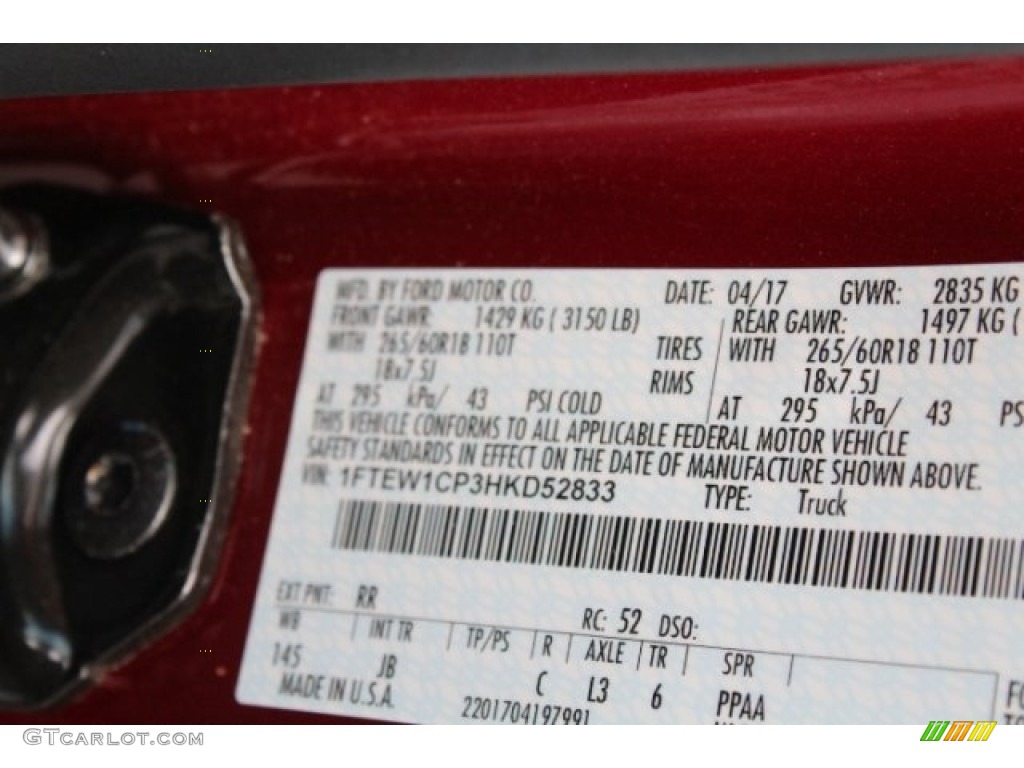 MFD. BY FORD MOTOR CO. DATE: 04/17 GVWR: 2835 KG
FRONT GAWR: 1429 KG ( 3150 LB) REAR GAWR: 1497 KG (
WITH 265/60R18 110T TIRES WITH 265/60R18 110T
18x7.5J RIMS 18x7.5J
AT 295 kPa/ 43 PSI COLD AT 295 kPa/ 43 PS
THIS VEHICLE CONFORMS TO ALL APPLICABLE FEDERAL MOTOR VEHICLE
SAFETY STANDARDS IN EFFECT ON THE DATE OF MANUFACTURE SHOWN ABOVE.
VIN: 1FTEW1CP3HKD52833 TYPE: Truck
EXT PNT: RR RC: 52 DSO:
WB INT TR TP/PS R AXLE TR SPR
145 JB C L3 6 PPAA
MADE IN U.S.A. 2201704197991
GTcarlot.com